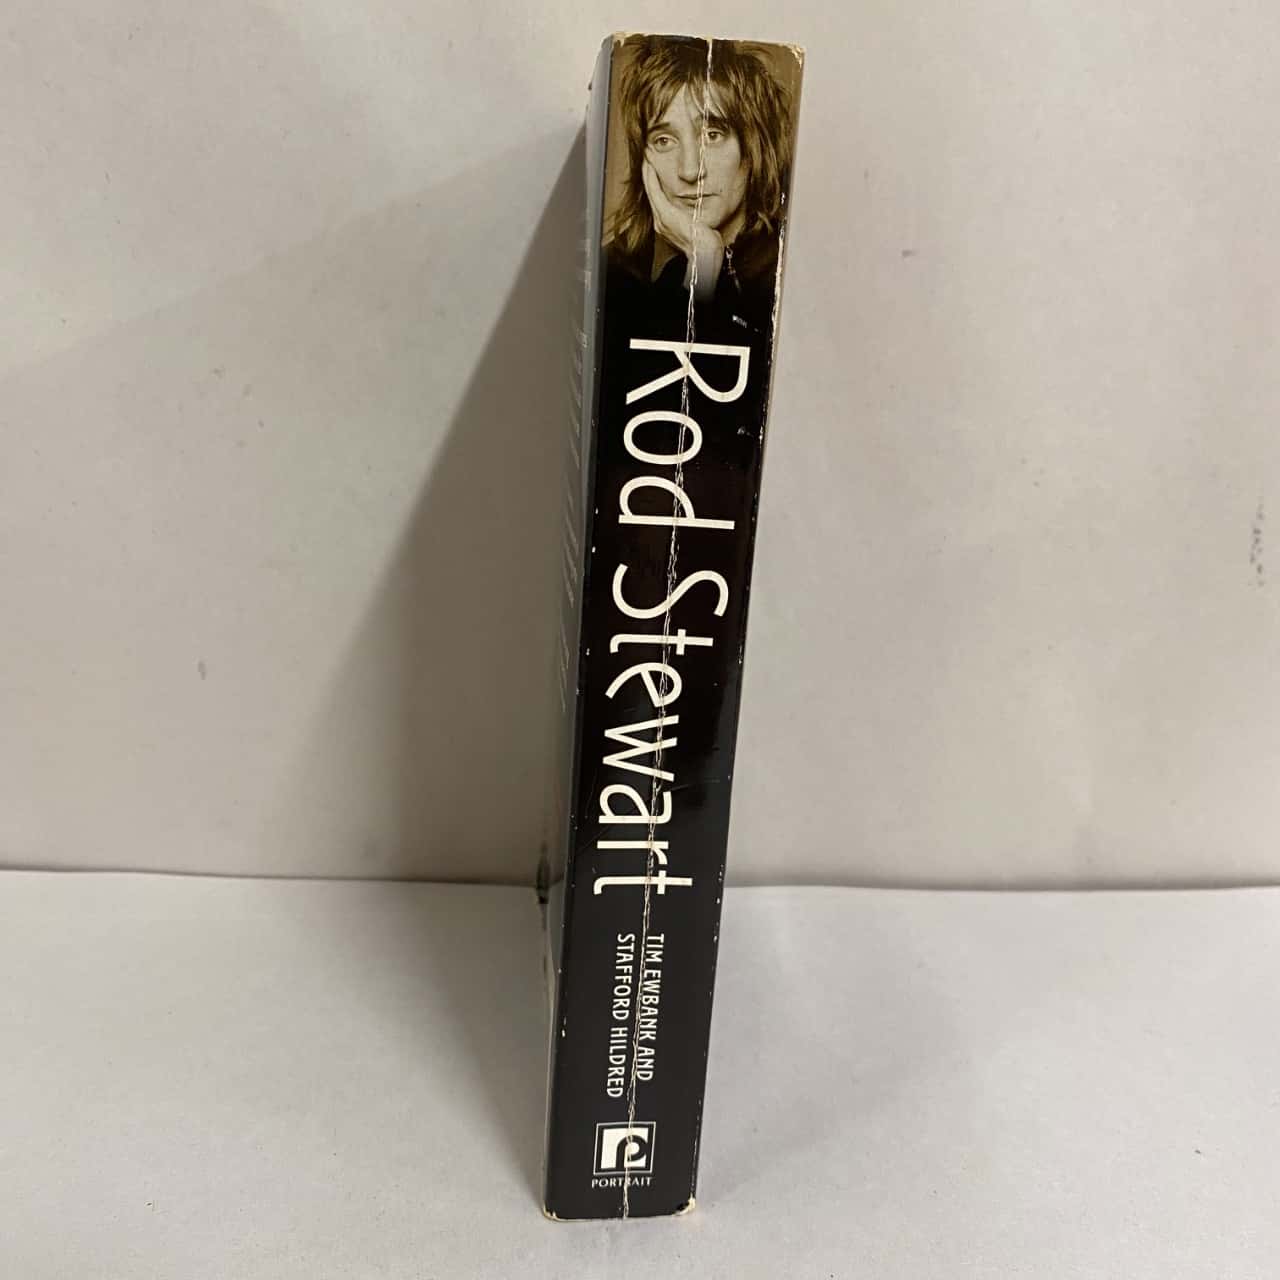 Rod Stewart
TIM EWBANK AND
STAFFORD HILDRED
PORTRAIT